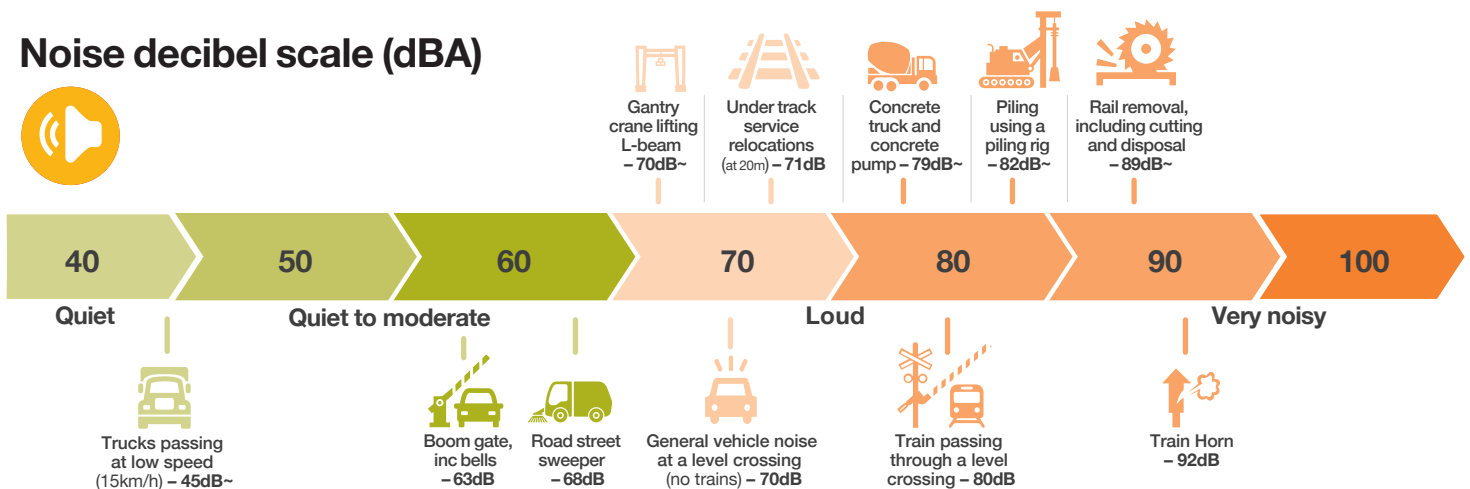 Noise decibel scale (dBA)
Gantry
crane lifting
L-beam
– 70dB~
Under track
service
relocations
(at 20m) – 71dB
Concrete
truck and
concrete
pump – 79dB~
Piling
using a
piling rig
– 82dB~
Rail removal,
including cutting
and disposal
– 89dB~
40
50
60
70
80
90
100
Quiet
Quiet to moderate
Loud
Very noisy
Trucks passing
at low speed
(15km/h) – 45dB~
Boom gate,
inc bells
– 63dB
Road street
sweeper
– 68dB
General vehicle noise
at a level crossing
(no trains) – 70dB
Train passing
through a level
crossing – 80dB
Train Horn
– 92dB